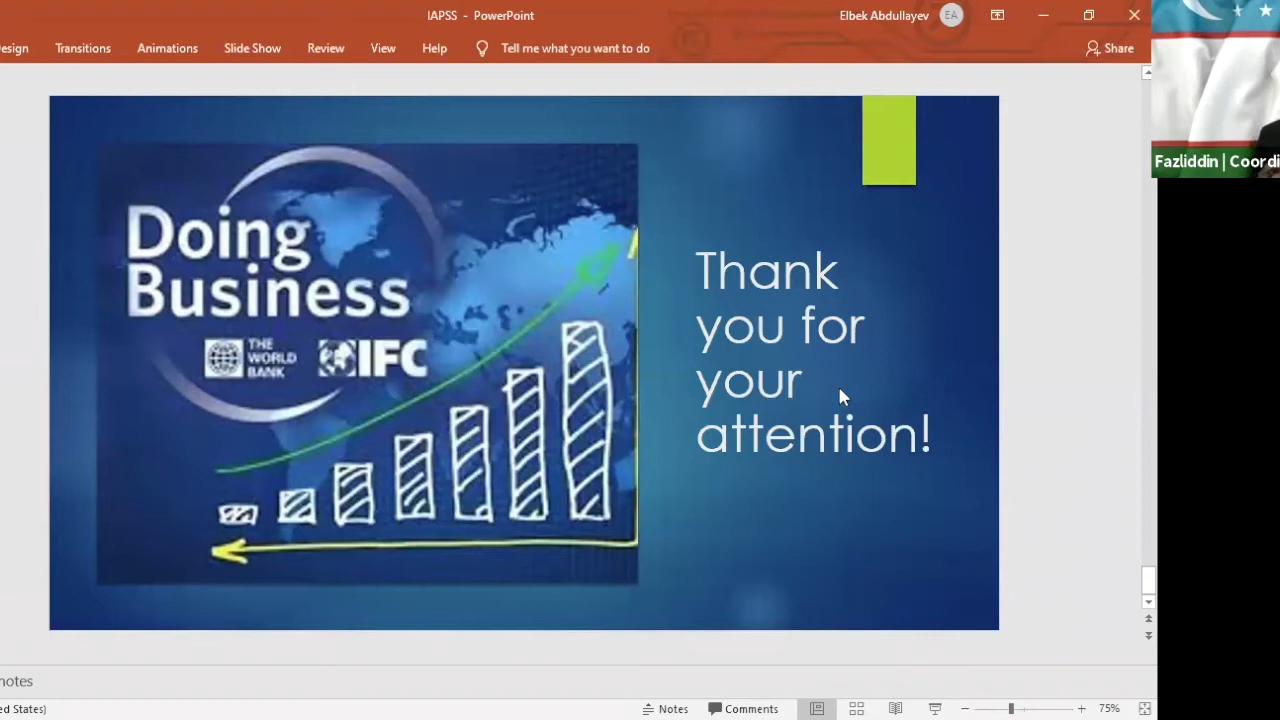 IAPSS - PowerPoint
Elbek Abdullayev
EA
esign
Transitions
Animations
Slide Show
Review
View
Help
Tell me what you want to do
Share
Fazliddin | Coordi
Doing
Business
THE
WORLD
BANK
IFC
Thank
you for
your
attention!
notes
ed States)
Notes
Comments
75%